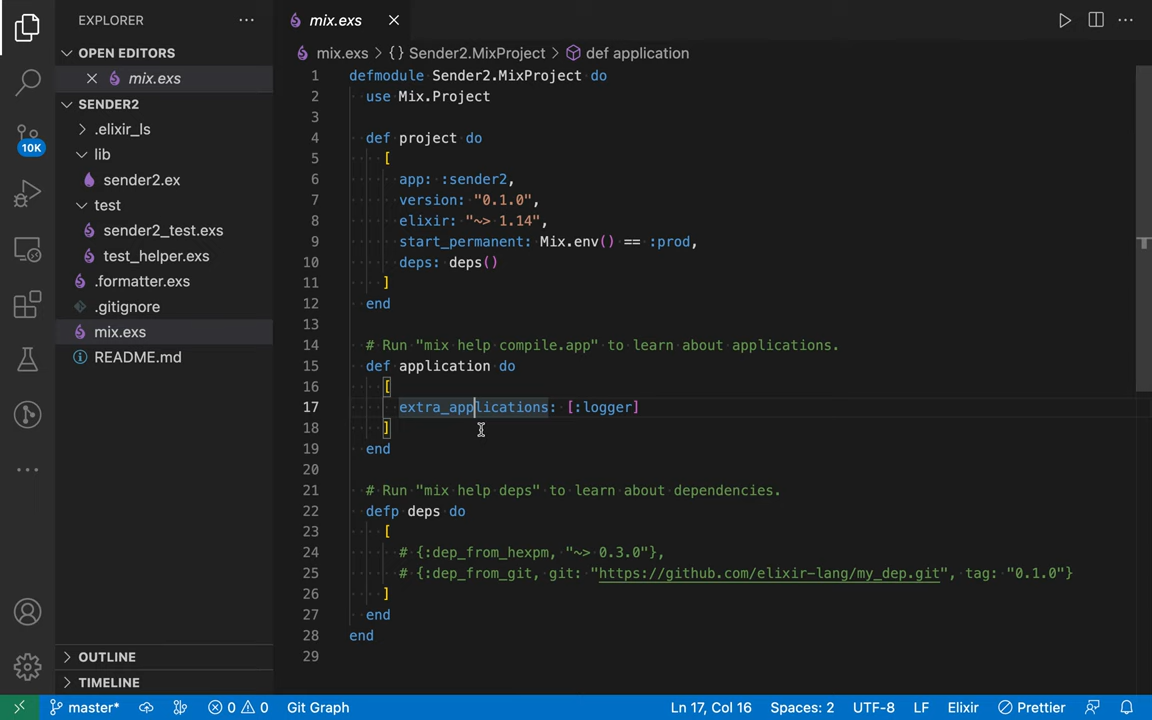 EXPLORER
OPEN EDITORS
mix.exs
SENDER2
.elixir_ls
lib
sender2.ex
test
sender2_test.exs
test_helper.exs
.formatter.exs
.gitignore
mix.exs
README.md
OUTLINE
TIMELINE
10K
mix.exs
mix.exs > {} Sender2.MixProject > def application
1 defmodule Sender2.MixProject do
2 use Mix.Project
3
4 def project do
5 [
6 app: :sender2,
7 version: "0.1.0",
8 elixir: "~> 1.14",
9 start_permanent: Mix.env() == :prod,
10 deps: deps()
11 ]
12 end
13
14 # Run "mix help compile.app" to learn about applications.
15 def application do
16 [
17 extra_applications: [:logger]
18 ]
19 end
20
21 # Run "mix help deps" to learn about dependencies.
22 defp deps do
23 [
24 # {:dep_from_hexpm, "~> 0.3.0"},
25 # {:dep_from_git, git: "https://github.com/elixir-lang/my_dep.git", tag: "0.1.0"}
26 ]
27 end
28 end
29
master* 0 0 Git Graph Ln 17, Col 16 Spaces: 2 UTF-8 LF Elixir Prettier